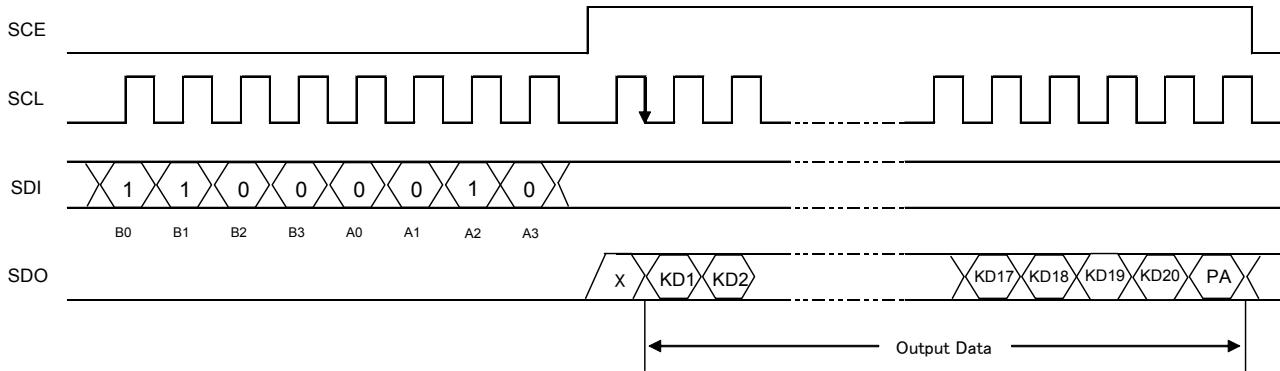 SCE
SCL
SDI 1 1 0 0 0 0 1 0
B0 B1 B2 B3 A0 A1 A2 A3
SDO X KD1 KD2 KD17 KD18 KD19 KD20 PA
Output Data